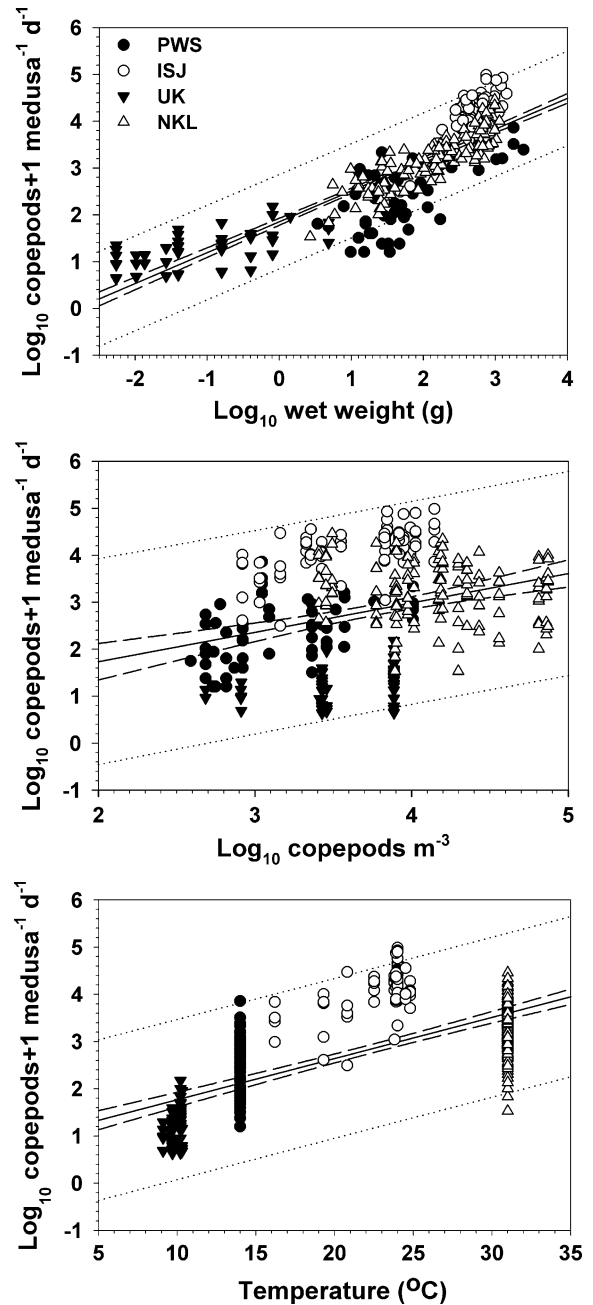 Log10 copepods+1 medusa-1 d-1
6
5
4
3
2
1
0
-1
PWS
ISJ
UK
NKL
-2 -1 0 1 2 3 4
Log10 wet weight (g)
Log10 copepods+1 medusa-1 d-1
6
5
4
3
2
1
0
-1
2 3 4 5
Log10 copepods m-3
Log10 copepods+1 medusa-1 d-1
6
5
4
3
2
1
0
-1
5 10 15 20 25 30 35
Temperature (OC)